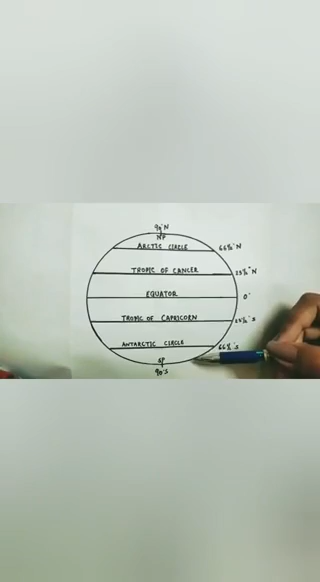 90°N
NP
ARCTIC CIRCLE 66½°N
TROPIC OF CANCER 23½°N
EQUATOR 0°
TROPIC OF CAPRICORN 23½°S
ANTARCTIC CIRCLE 66½°S
SP
90°S